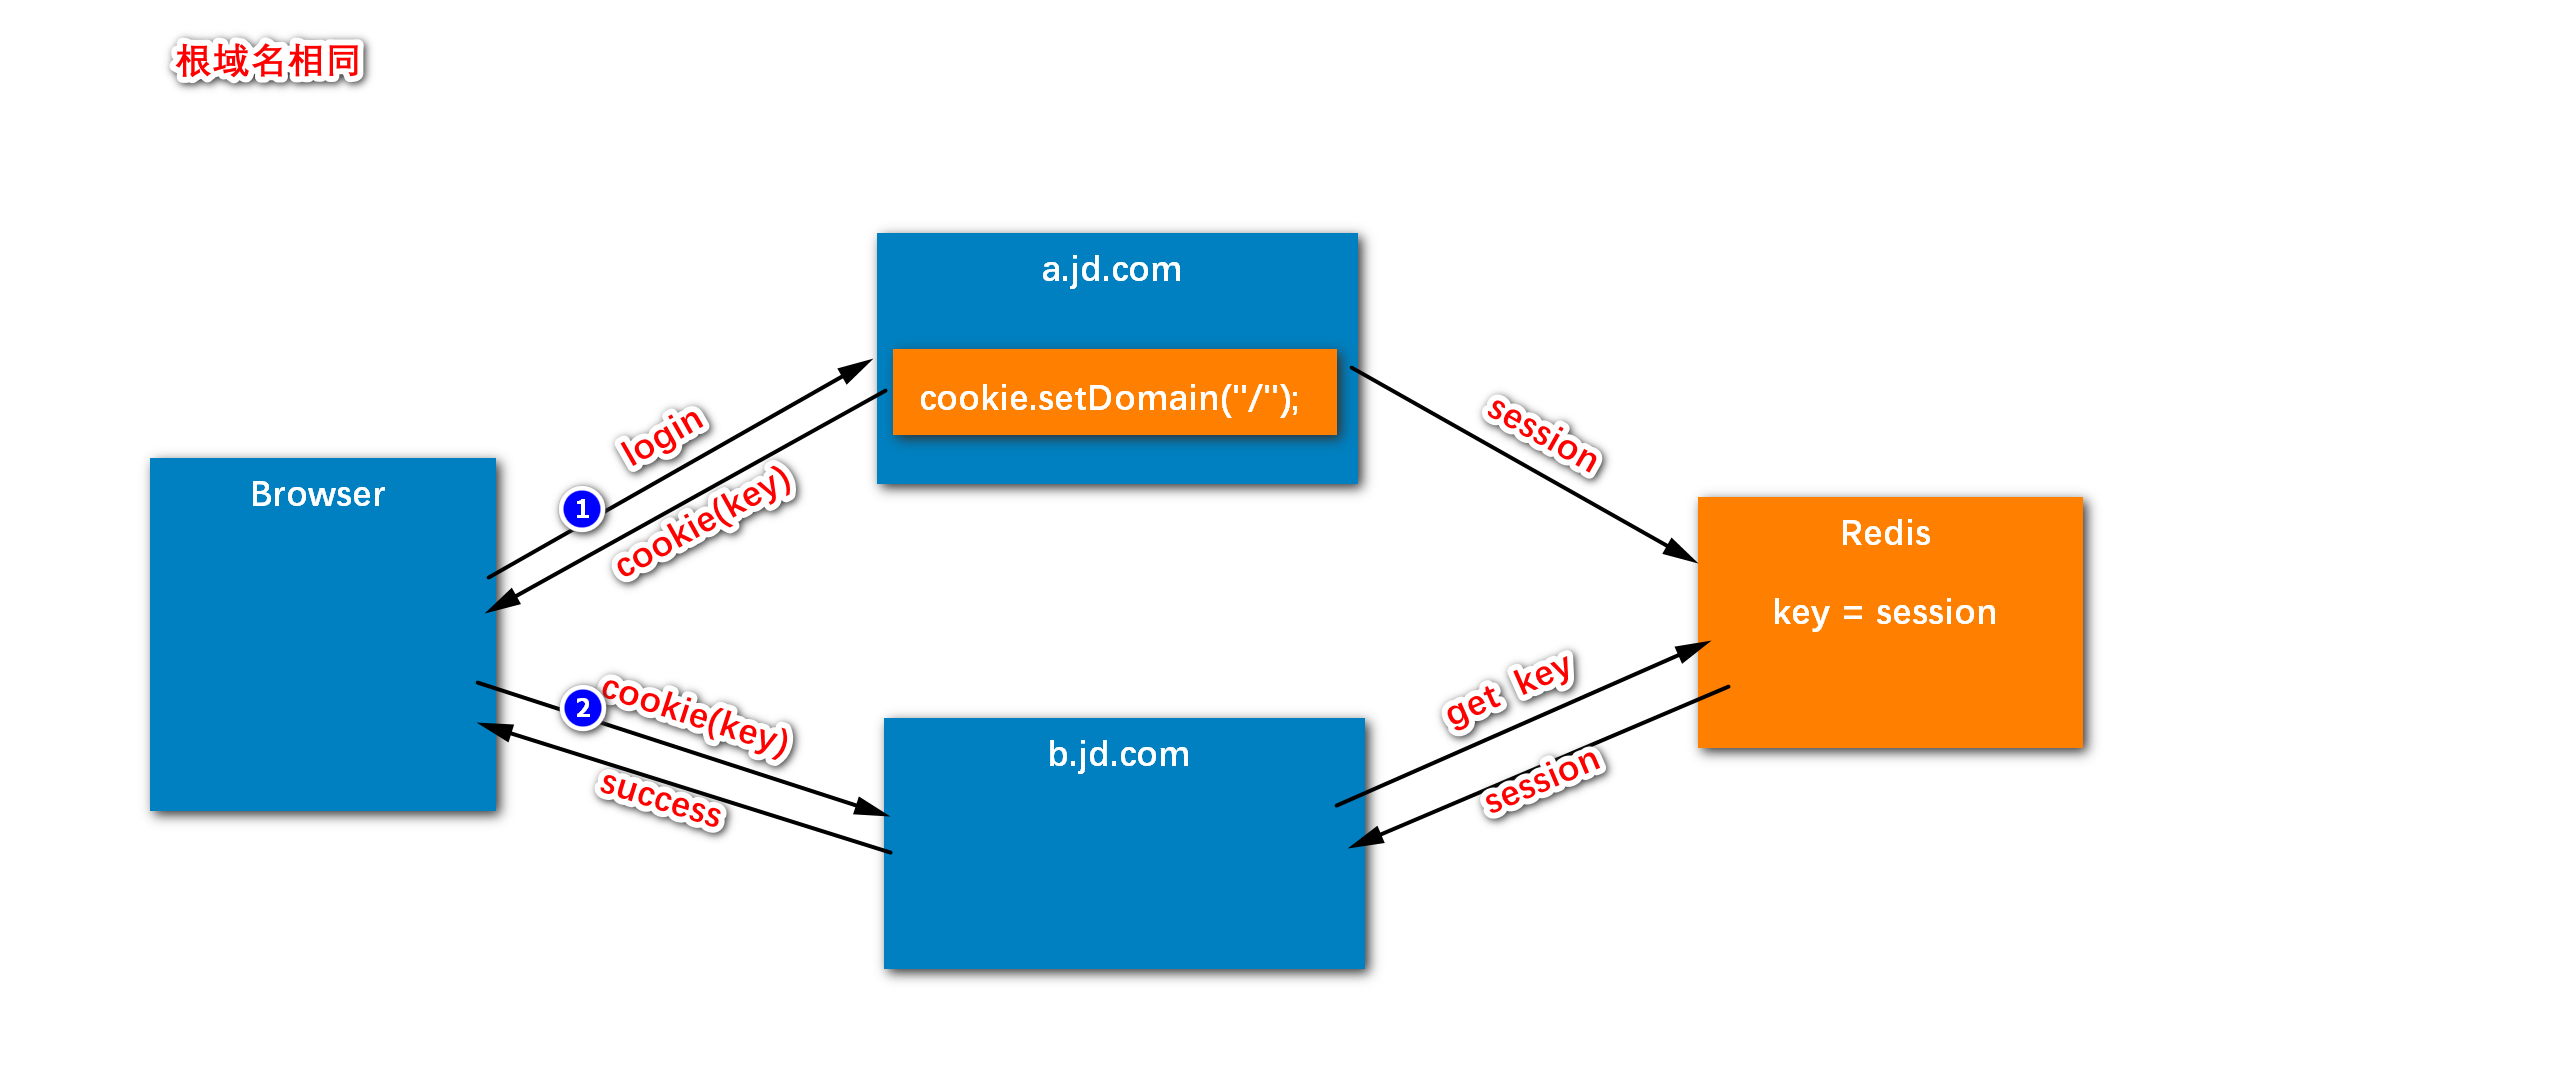 根域名相同
a.jd.com
cookie.setDomain("/");
login
session
Browser
1
cookie(key)
Redis
key = session
2
cookie(key)
get key
b.jd.com
success
session